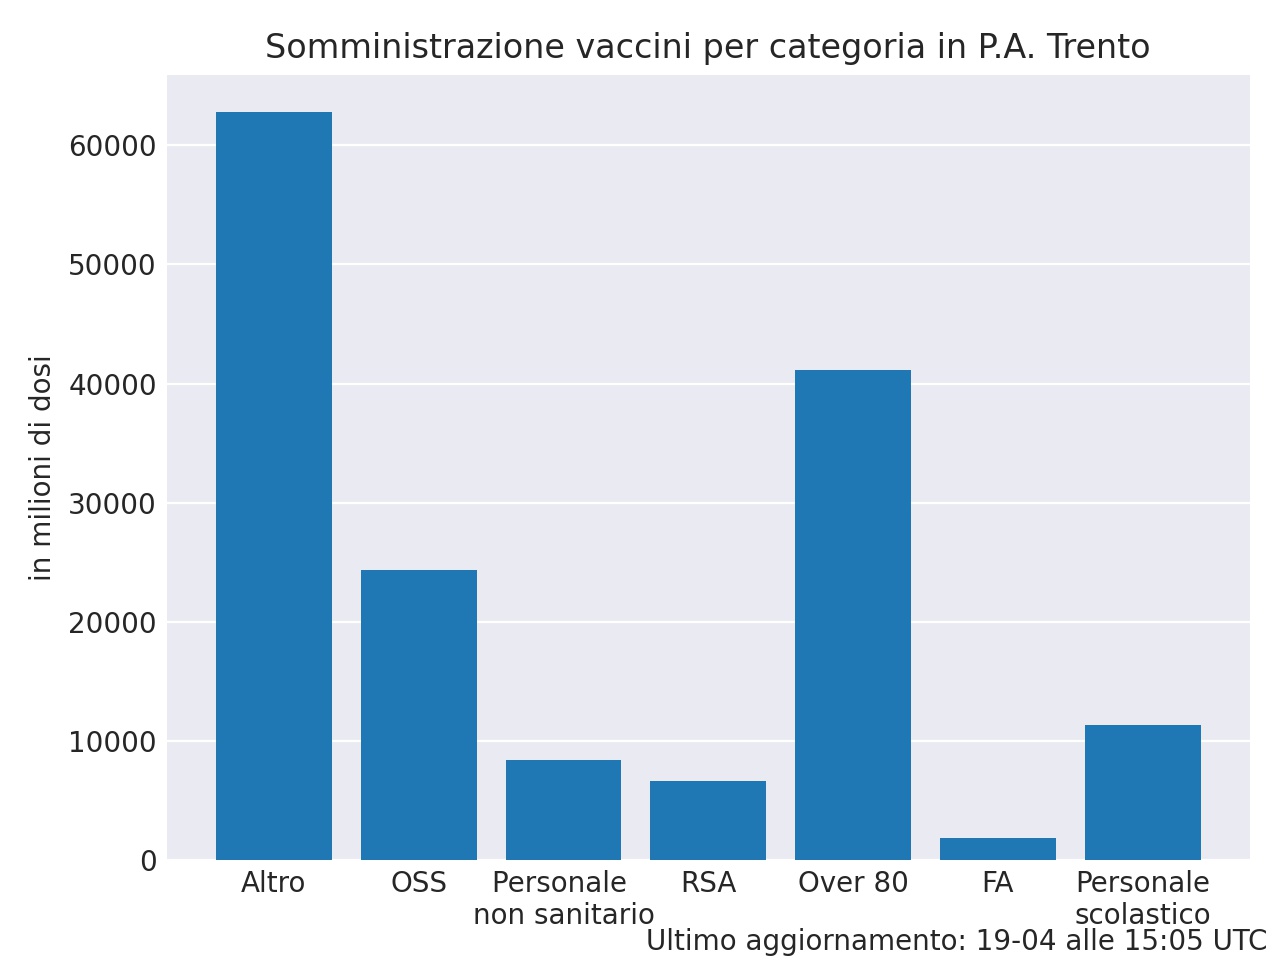 Somministrazione vaccini per categoria in P.A. Trento
in milioni di dosi
60000
50000
40000
30000
20000
10000
0
Altro
OSS
Personale
non sanitario
RSA
Over 80
FA
Personale
scolastico
Ultimo aggiornamento: 19-04 alle 15:05 UTC